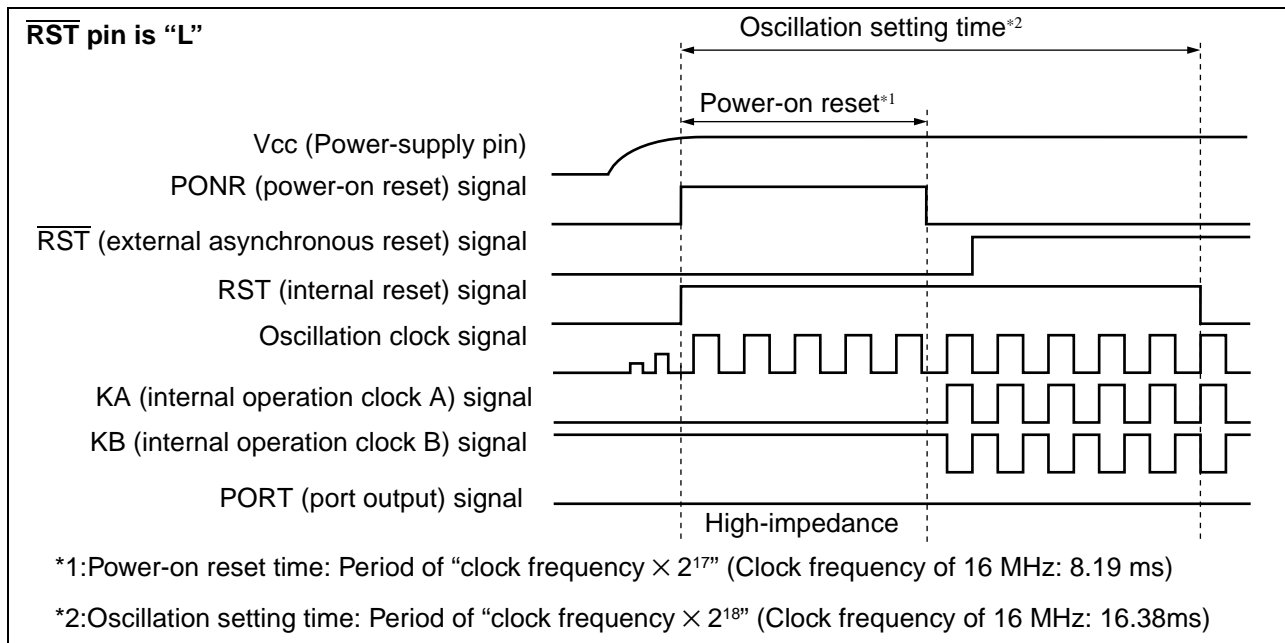 R̅S̅T̅ pin is “L”
Oscillation setting time*2
Power-on reset*1
Vcc (Power-supply pin)
PONR (power-on reset) signal
R̅S̅T̅ (external asynchronous reset) signal
RST (internal reset) signal
Oscillation clock signal
KA (internal operation clock A) signal
KB (internal operation clock B) signal
PORT (port output) signal
High-impedance
*1:Power-on reset time: Period of “clock frequency × 2¹⁷” (Clock frequency of 16 MHz: 8.19 ms)
*2:Oscillation setting time: Period of “clock frequency × 2¹⁸” (Clock frequency of 16 MHz: 16.38ms)